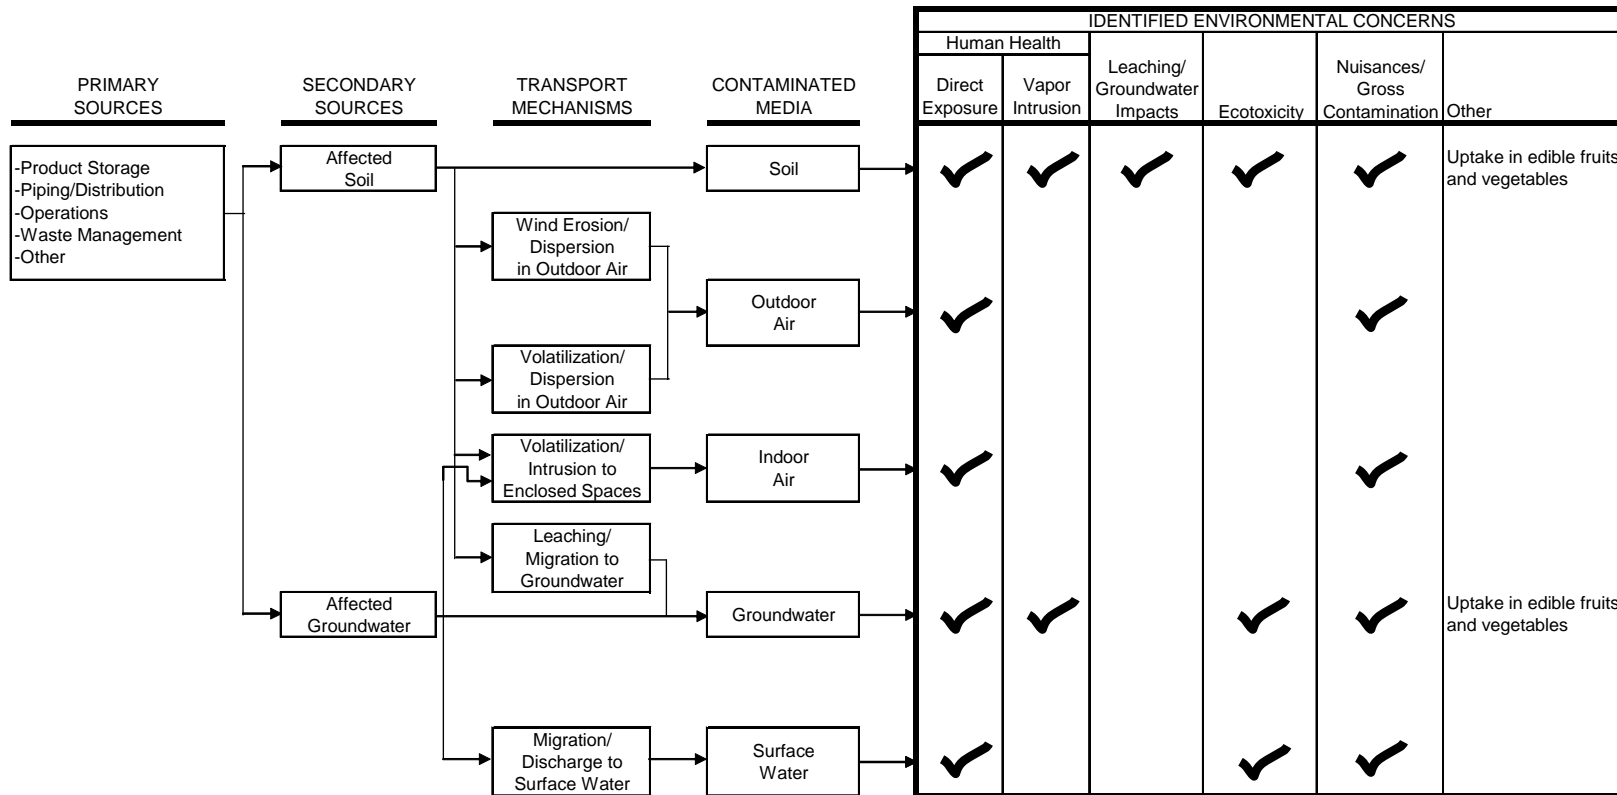 IDENTIFIED ENVIRONMENTAL CONCERNS
Human Health
PRIMARY
SOURCES
SECONDARY
SOURCES
TRANSPORT
MECHANISMS
CONTAMINATED
MEDIA
Direct
Exposure
Vapor
Intrusion
Leaching/
Groundwater
Impacts
Ecotoxicity
Nuisances/
Gross
Contamination
Other
-Product Storage
-Piping/Distribution
-Operations
-Waste Management
-Other
Affected
Soil
Soil
Uptake in edible fruits
and vegetables
Wind Erosion/
Dispersion
in Outdoor Air
Outdoor
Air
Volatilization/
Dispersion
in Outdoor Air
Volatilization/
Intrusion to
Enclosed Spaces
Indoor
Air
Leaching/
Migration to
Groundwater
Affected
Groundwater
Groundwater
Uptake in edible fruits
and vegetables
Migration/
Discharge to
Surface Water
Surface
Water